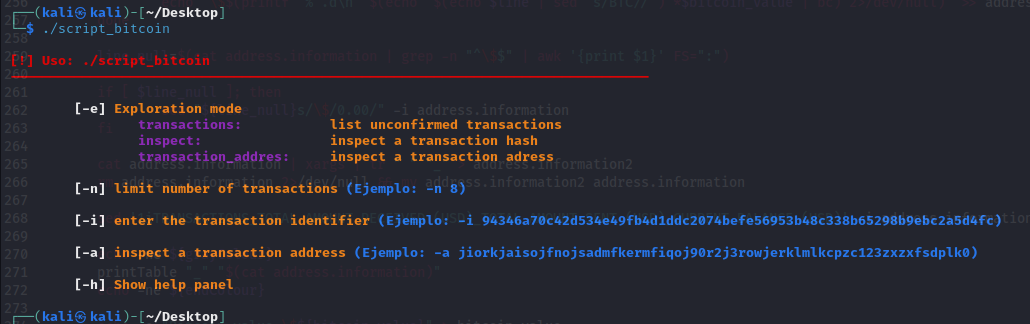 ┌──(kali㉿kali)-[~/Desktop]
└─$ ./script_bitcoin
[!] Uso: ./script_bitcoin
[-e] Exploration mode
transactions: list unconfirmed transactions
inspect: inspect a transaction hash
transaction_addres: inspect a transaction adress
[-n] limit number of transactions (Ejemplo: -n 8)
[-i] enter the transaction identifier (Ejemplo: -i 94346a70c42d534e49fb4d1ddc2074befe56953b48c338b65298b9ebc2a5d4fc)
[-a] inspect a transaction address (Ejemplo: -a jiorkjaisojfnojsadmfkermfiqoj90r2j3rowjerklmlkcpzc123zxzxfsdplk0)
[-h] Show help panel
┌──(kali㉿kali)-[~/Desktop]